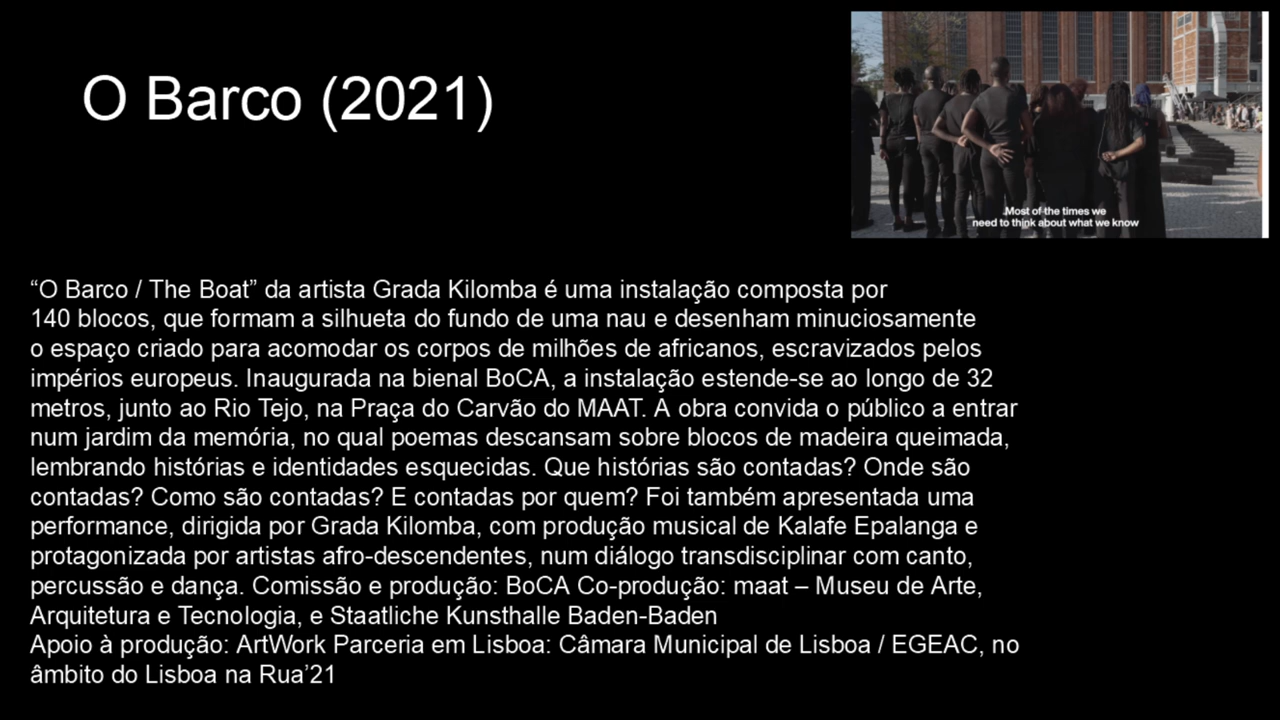 O Barco (2021)
Most of the times we
need to think about what we know
“O Barco / The Boat” da artista Grada Kilomba é uma instalação composta por
140 blocos, que formam a silhueta do fundo de uma nau e desenham minuciosamente
o espaço criado para acomodar os corpos de milhões de africanos, escravizados pelos
impérios europeus. Inaugurada na bienal BoCA, a instalação estende-se ao longo de 32
metros, junto ao Rio Tejo, na Praça do Carvão do MAAT. A obra convida o público a entrar
num jardim da memória, no qual poemas descansam sobre blocos de madeira queimada,
lembrando histórias e identidades esquecidas. Que histórias são contadas? Onde são
contadas? Como são contadas? E contadas por quem? Foi também apresentada uma
performance, dirigida por Grada Kilomba, com produção musical de Kalafe Epalanga e
protagonizada por artistas afro-descendentes, num diálogo transdisciplinar com canto,
percussão e dança. Comissão e produção: BoCA Co-produção: maat – Museu de Arte,
Arquitetura e Tecnologia, e Staatliche Kunsthalle Baden-Baden
Apoio à produção: ArtWork Parceria em Lisboa: Câmara Municipal de Lisboa / EGEAC, no
âmbito do Lisboa na Rua’21